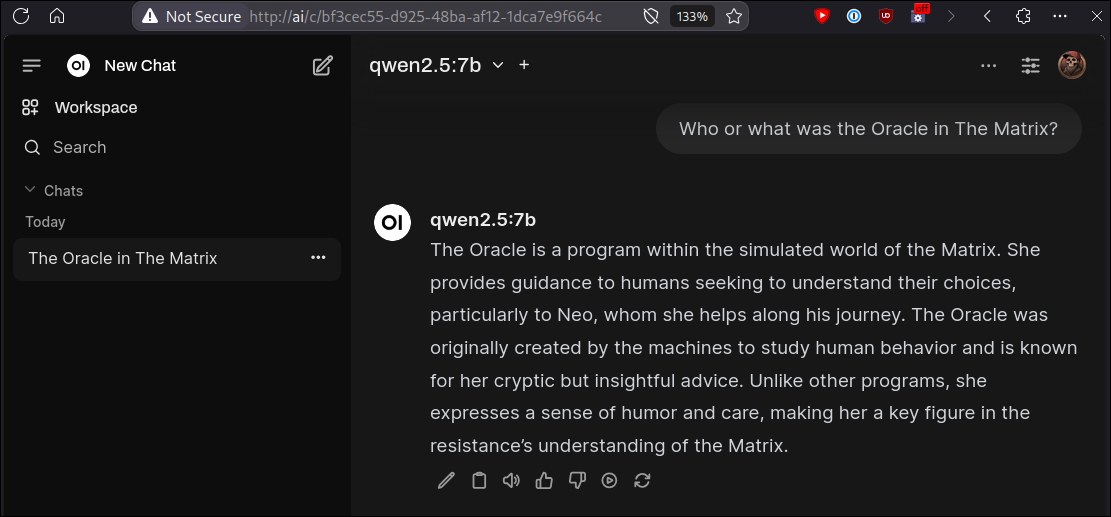 Not Secure http://ai/c/bf3cec55-d925-48ba-af12-1dca7e9f664c 133% UD off
OI New Chat
Workspace
Search
Chats
Today
The Oracle in The Matrix
qwen2.5:7b
Who or what was the Oracle in The Matrix?
OI qwen2.5:7b
The Oracle is a program within the simulated world of the Matrix. She
provides guidance to humans seeking to understand their choices,
particularly to Neo, whom she helps along his journey. The Oracle was
originally created by the machines to study human behavior and is known
for her cryptic but insightful advice. Unlike other programs, she
expresses a sense of humor and care, making her a key figure in the
resistance’s understanding of the Matrix.